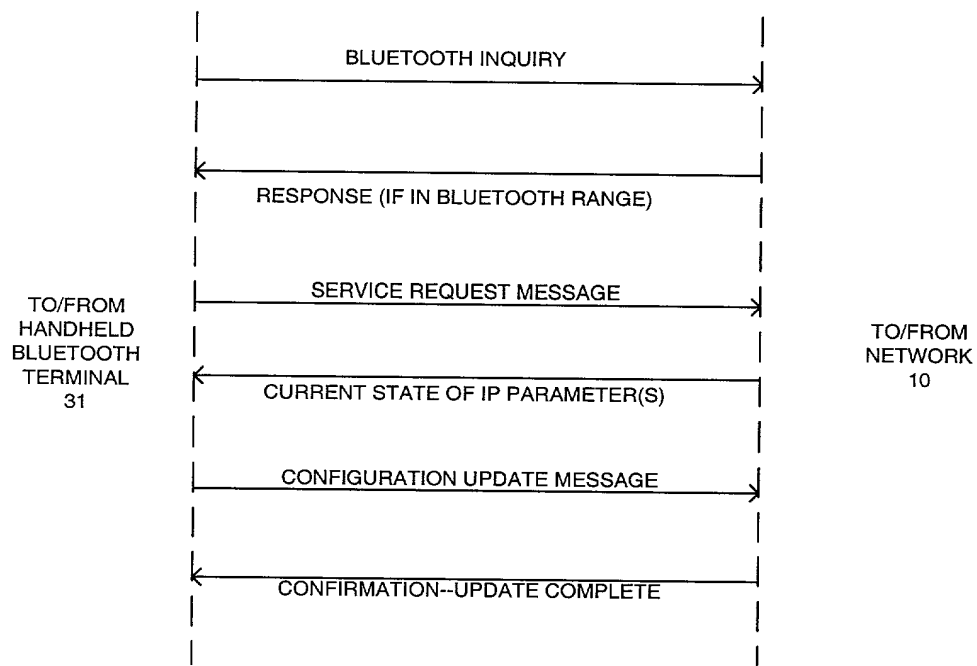 BLUETOOTH INQUIRY
RESPONSE (IF IN BLUETOOTH RANGE)
SERVICE REQUEST MESSAGE
TO/FROM
HANDHELD
BLUETOOTH
TERMINAL
31
TO/FROM
NETWORK
10
CURRENT STATE OF IP PARAMETER(S)
CONFIGURATION UPDATE MESSAGE
CONFIRMATION--UPDATE COMPLETE